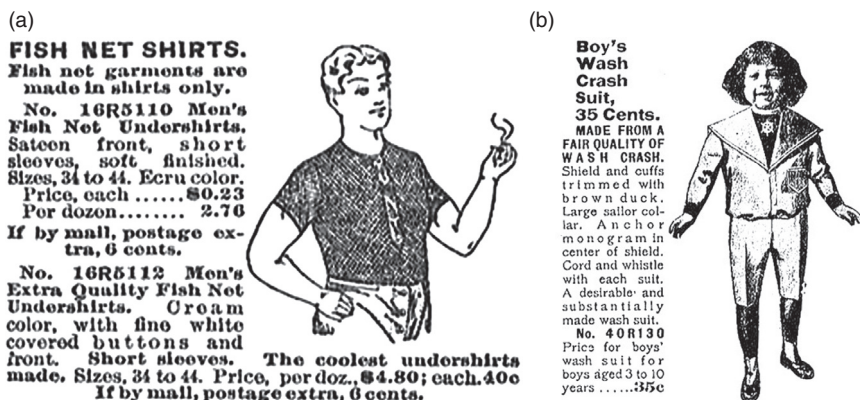 (a)
FISH NET SHIRTS.
Fish net garments are
made in shirts only.
No. 16R5110 Men's
Fish Net Undershirts.
Sateen front, short
sleeves, soft finished.
Sizes, 34 to 44. Ecru color.
Price, each ......$0.23
Per dozen........ 2.76
If by mail, postage ex-
tra, 6 cents.
No. 16R5112 Men's
Extra Quality Fish Net
Undershirts. Cream
color, with fine white
covered buttons and
front. Short sleeves. The coolest undershirts
made. Sizes, 34 to 44. Price, per doz., $4.80; each. 40c
If by mail, postage extra, 6 cents.
(b)
Boy's
Wash
Crash
Suit,
35 Cents.
MADE FROM A
FAIR QUALITY OF
WASH CRASH.
Shield and cuffs
trimmed with
brown duck.
Large sailor col-
lar. Anchor
monogram in
center of shield.
Cord and whistle
with each suit.
A desirable and
substantially
made wash suit.
No. 40R130
Price for boys'
wash suit for
boys aged 3 to 10
years ......35c